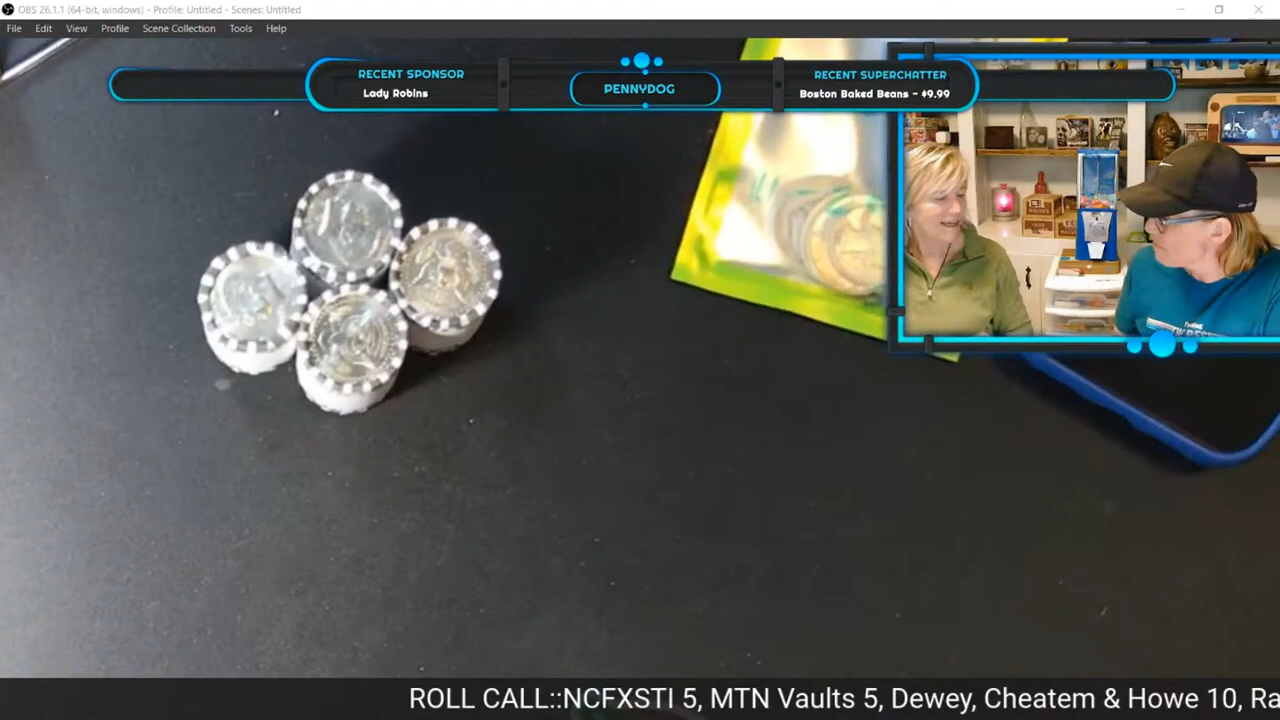 OBS 26.1.1 (64-bit, windows) - Profile: Untitled - Scenes: Untitled
File Edit View Profile Scene Collection Tools Help
RECENT SPONSOR
Lady Robins
PENNYDOG
RECENT SUPERCHATTER
Boston Baked Beans - $9.99
ROLL CALL::NCFXSTI 5, MTN Vaults 5, Dewey, Cheatem & Howe 10, Ra